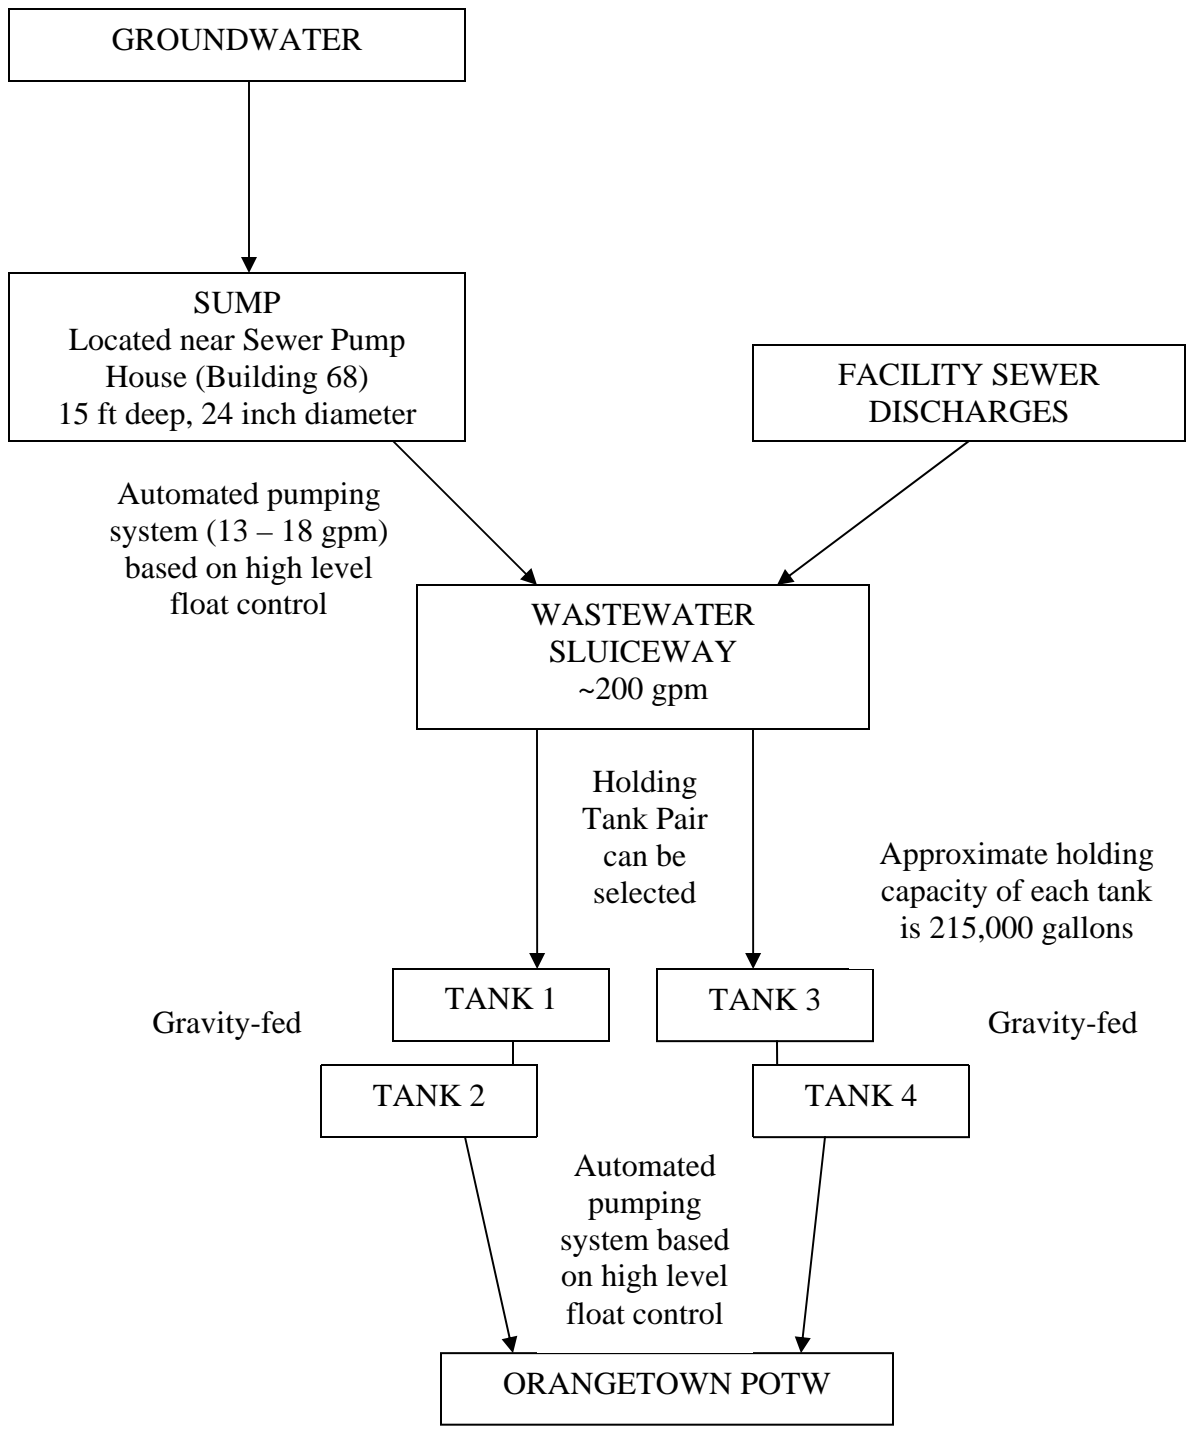 GROUNDWATER
SUMP
Located near Sewer Pump
House (Building 68)
15 ft deep, 24 inch diameter
FACILITY SEWER
DISCHARGES
Automated pumping
system (13 – 18 gpm)
based on high level
float control
WASTEWATER
SLUICEWAY
~200 gpm
Holding
Tank Pair
can be
selected
Approximate holding
capacity of each tank
is 215,000 gallons
TANK 1
TANK 3
Gravity-fed
Gravity-fed
TANK 2
TANK 4
Automated
pumping
system based
on high level
float control
ORANGETOWN POTW